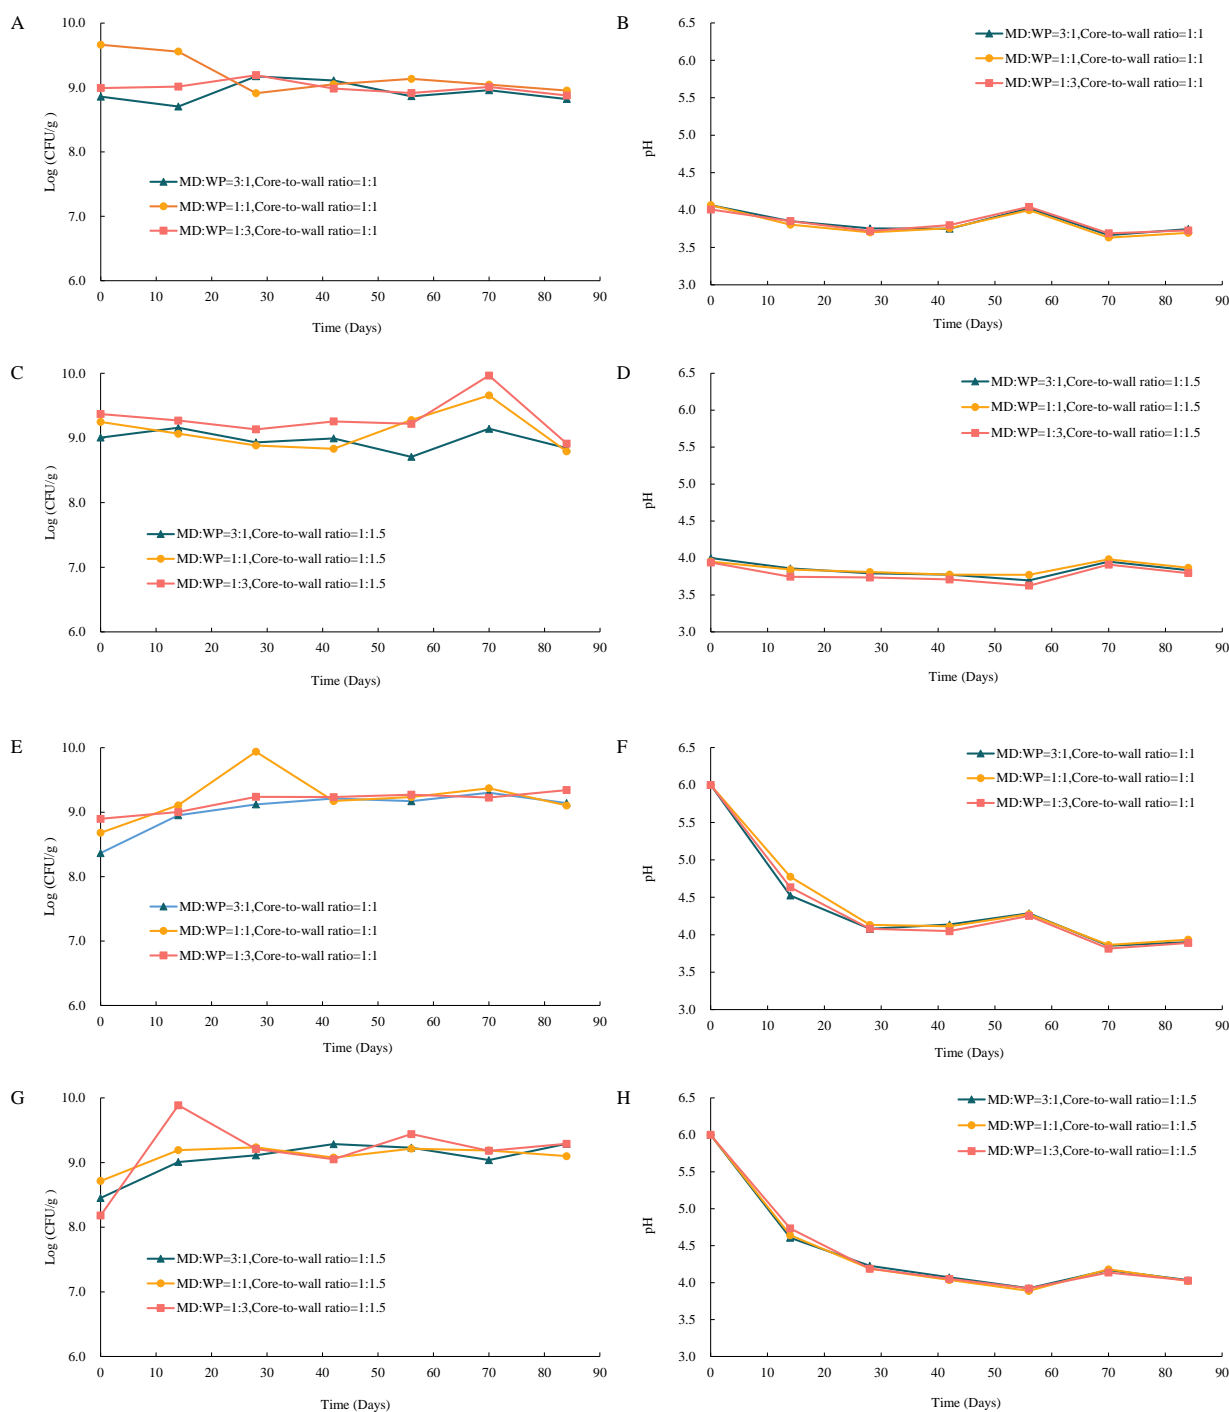 A
10.0
9.0
8.0
7.0
6.0
Log (CFU/g )
MD:WP=3:1,Core-to-wall ratio=1:1
MD:WP=1:1,Core-to-wall ratio=1:1
MD:WP=1:3,Core-to-wall ratio=1:1
0 10 20 30 40 50 60 70 80 90
Time (Days)
B
6.5
6.0
5.5
5.0
4.5
4.0
3.5
3.0
pH
MD:WP=3:1,Core-to-wall ratio=1:1
MD:WP=1:1,Core-to-wall ratio=1:1
MD:WP=1:3,Core-to-wall ratio=1:1
0 10 20 30 40 50 60 70 80 90
Time (Days)
C
10.0
9.0
8.0
7.0
6.0
Log (CFU/g )
MD:WP=3:1,Core-to-wall ratio=1:1.5
MD:WP=1:1,Core-to-wall ratio=1:1.5
MD:WP=1:3,Core-to-wall ratio=1:1.5
0 10 20 30 40 50 60 70 80 90
Time (Days)
D
6.5
6.0
5.5
5.0
4.5
4.0
3.5
3.0
pH
MD:WP=3:1,Core-to-wall ratio=1:1.5
MD:WP=1:1,Core-to-wall ratio=1:1.5
MD:WP=1:3,Core-to-wall ratio=1:1.5
0 10 20 30 40 50 60 70 80 90
Time (Days)
E
10.0
9.0
8.0
7.0
6.0
Log (CFU/g )
MD:WP=3:1,Core-to-wall ratio=1:1
MD:WP=1:1,Core-to-wall ratio=1:1
MD:WP=1:3,Core-to-wall ratio=1:1
0 10 20 30 40 50 60 70 80 90
Time (Days)
F
6.5
6.0
5.5
5.0
4.5
4.0
3.5
3.0
pH
MD:WP=3:1,Core-to-wall ratio=1:1
MD:WP=1:1,Core-to-wall ratio=1:1
MD:WP=1:3,Core-to-wall ratio=1:1
0 10 20 30 40 50 60 70 80 90
Time (Days)
G
10.0
9.0
8.0
7.0
6.0
Log (CFU/g )
MD:WP=3:1,Core-to-wall ratio=1:1.5
MD:WP=1:1,Core-to-wall ratio=1:1.5
MD:WP=1:3,Core-to-wall ratio=1:1.5
0 10 20 30 40 50 60 70 80 90
Time (Days)
H
6.5
6.0
5.5
5.0
4.5
4.0
3.5
3.0
pH
MD:WP=3:1,Core-to-wall ratio=1:1.5
MD:WP=1:1,Core-to-wall ratio=1:1.5
MD:WP=1:3,Core-to-wall ratio=1:1.5
0 10 20 30 40 50 60 70 80 90
Time (Days)